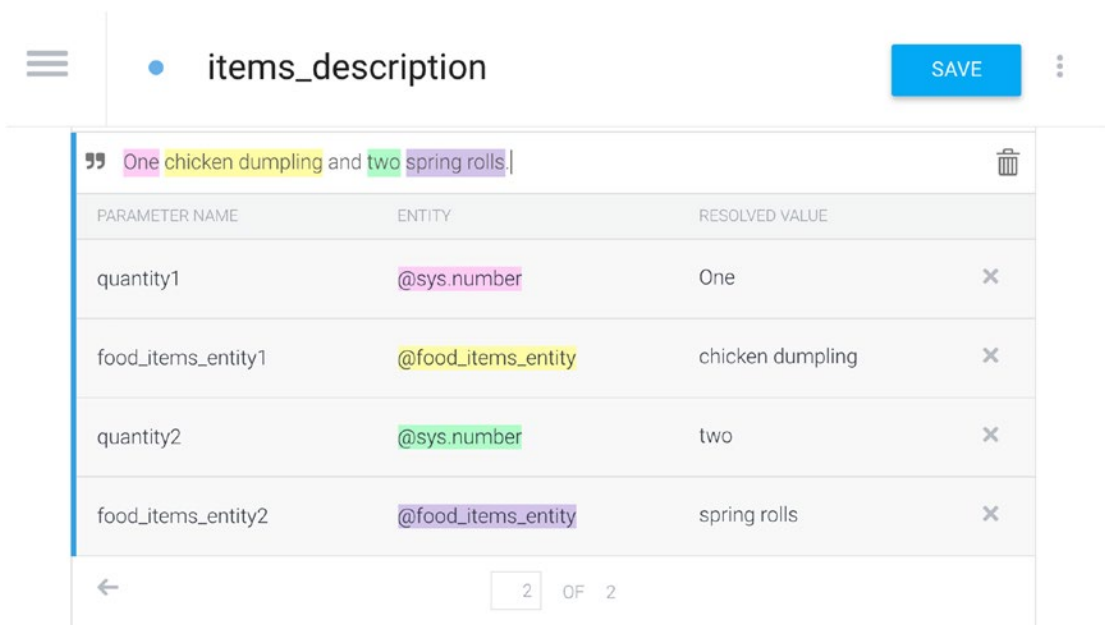 items_description SAVE
One chicken dumpling and two spring rolls.
PARAMETER NAME ENTITY RESOLVED VALUE
quantity1 @sys.number One
food_items_entity1 @food_items_entity chicken dumpling
quantity2 @sys.number two
food_items_entity2 @food_items_entity spring rolls
2 OF 2